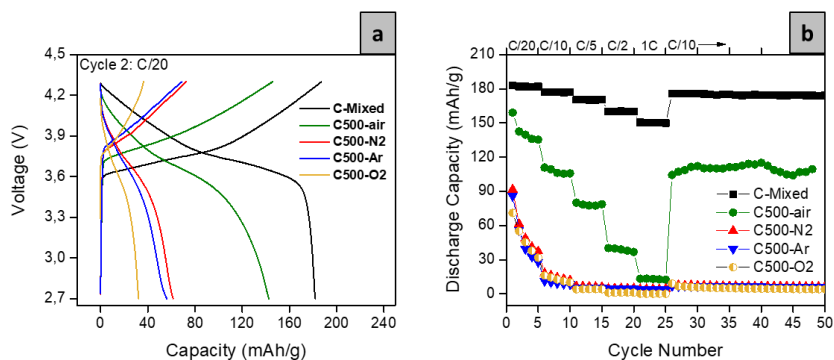 a
Cycle 2: C/20
4,5
4,2
3,9
3,6
3,3
3,0
2,7
Voltage (V)
C-Mixed
C500-air
C500-N2
C500-Ar
C500-O2
0 40 80 120 160 200 240
Capacity (mAh/g)
b
C/20 C/10 C/5 C/2 1C C/10
210
180
150
120
90
60
30
0
Discharge Capacity (mAh/g)
C-Mixed
C500-air
C500-N2
C500-Ar
C500-O2
0 5 10 15 20 25 30 35 40 45 50
Cycle Number